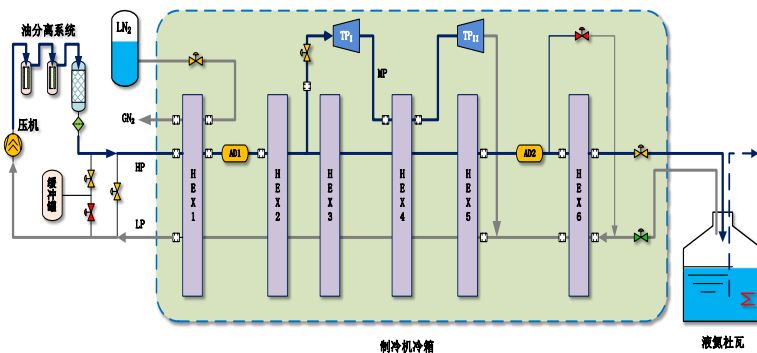 油分离系统
LN2
TPI
TPII
MP
压机
GN2
AD1
AD2
HP
LP
缓冲罐
HEX1
HEX2
HEX3
HEX4
HEX5
HEX6
Σ
制冷机冷箱
液氦杜瓦